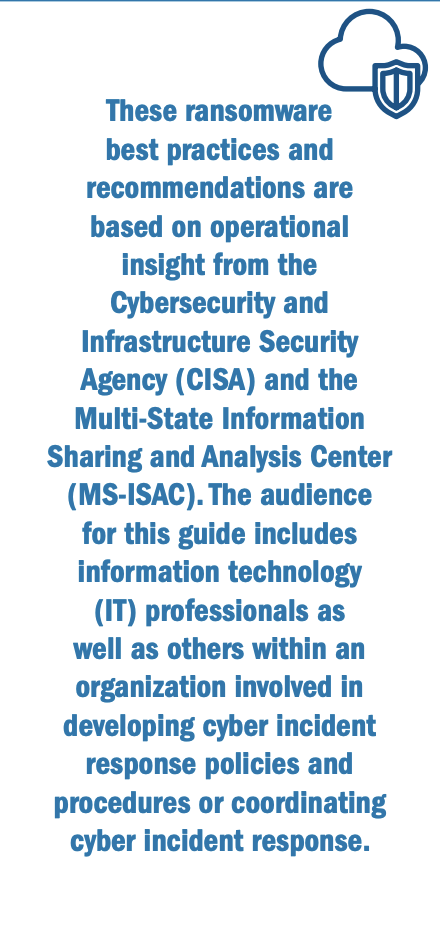 These ransomware
best practices and
recommendations are
based on operational
insight from the
Cybersecurity and
Infrastructure Security
Agency (CISA) and the
Multi-State Information
Sharing and Analysis Center
(MS-ISAC). The audience
for this guide includes
information technology
(IT) professionals as
well as others within an
organization involved in
developing cyber incident
response policies and
procedures or coordinating
cyber incident response.